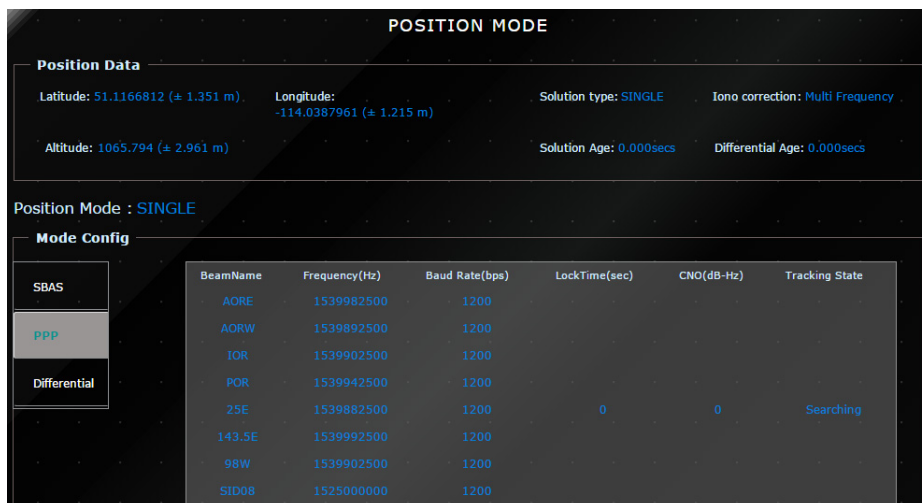 POSITION MODE
Position Data
Latitude: 51.1166812 (± 1.351 m) Longitude: Solution type: SINGLE Iono correction: Multi Frequency
-114.0387961 (± 1.215 m)
Altitude: 1065.794 (± 2.961 m) Solution Age: 0.000secs Differential Age: 0.000secs
Position Mode : SINGLE
Mode Config
SBAS
PPP
Differential
BeamName Frequency(Hz) Baud Rate(bps) LockTime(sec) CNO(dB-Hz) Tracking State
AORE 1539982500 1200
AORW 1539892500 1200
IOR 1539902500 1200
POR 1539942500 1200
25E 1539882500 1200 0 0 Searching
143.5E 1539992500 1200
98W 1539902500 1200
SID08 1525000000 1200